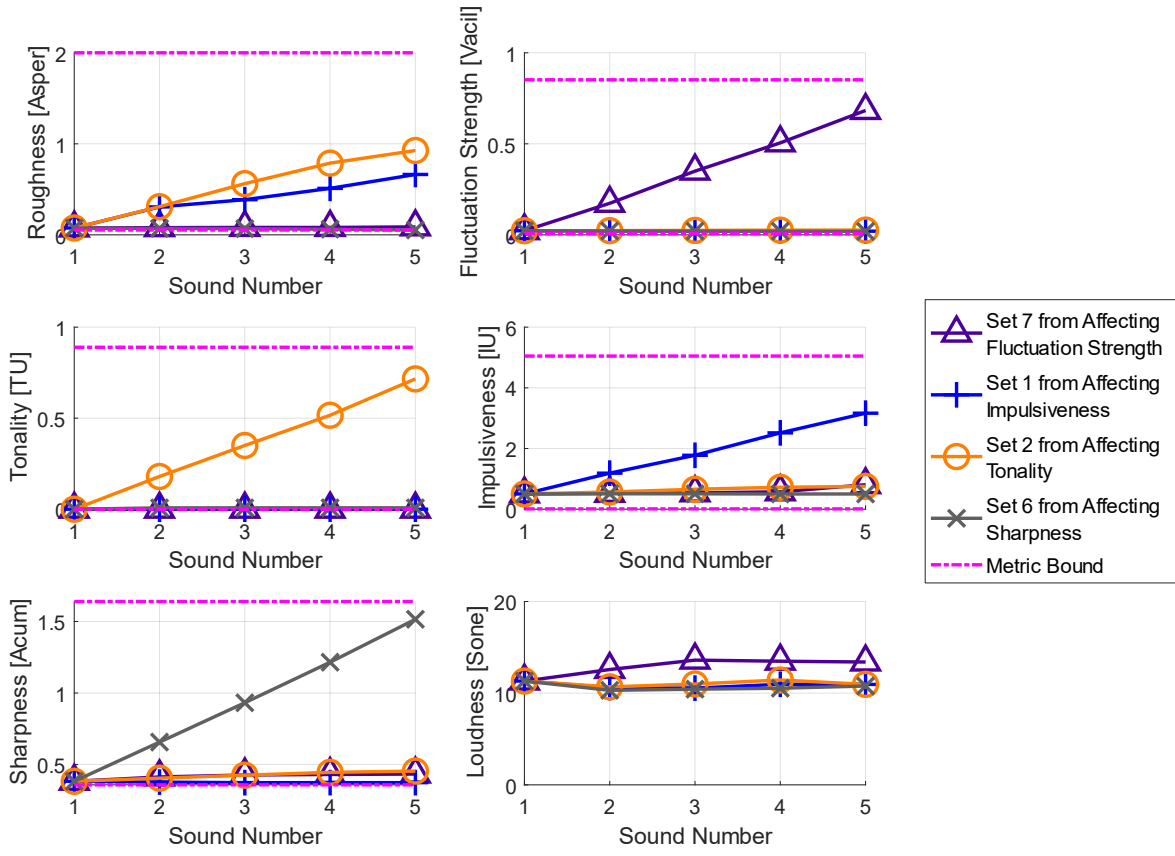 Roughness [Asper]
2
1
0
1 2 3 4 5
Sound Number
Fluctuation Strength [Vacil]
1
0.5
0
1 2 3 4 5
Sound Number
Tonality [TU]
1
0.5
0
1 2 3 4 5
Sound Number
Impulsiveness [IU]
6
4
2
0
1 2 3 4 5
Sound Number
Sharpness [Acum]
1.5
1
0.5
1 2 3 4 5
Sound Number
Loudness [Sone]
20
10
0
1 2 3 4 5
Sound Number
Set 7 from Affecting
Fluctuation Strength
Set 1 from Affecting
Impulsiveness
Set 2 from Affecting
Tonality
Set 6 from Affecting
Sharpness
Metric Bound